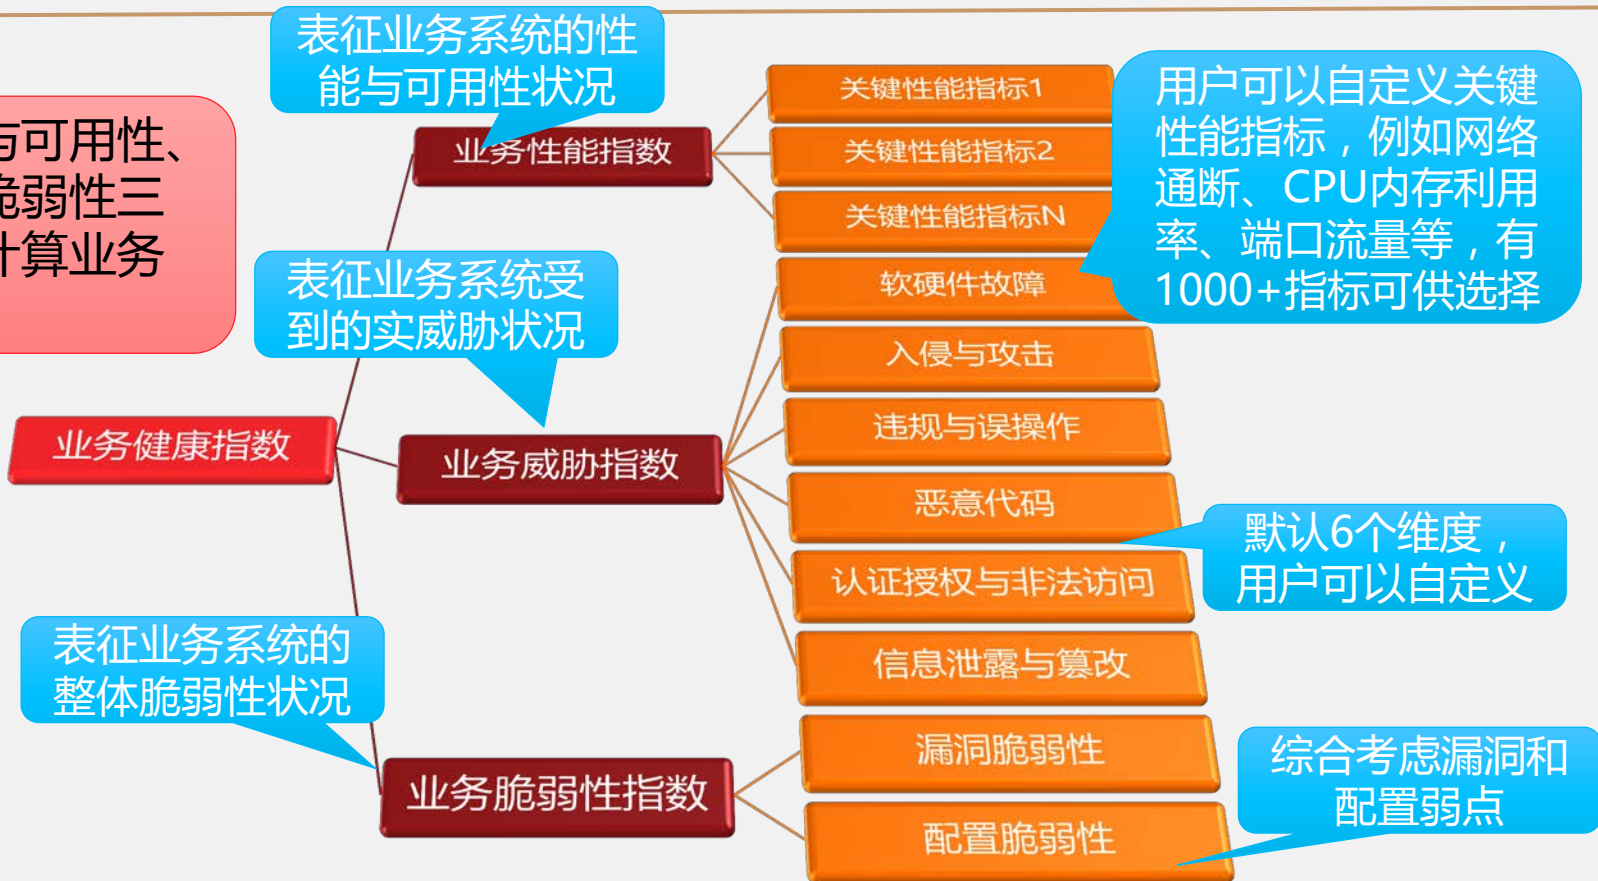 表征业务系统的性
能与可用性状况
与可用性、
脆弱性三
计算业务
业务性能指数
关键性能指标1
关键性能指标2
关键性能指标N
用户可以自定义关键
性能指标，例如网络
通断、CPU内存利用
率、端口流量等，有
1000+指标可供选择
表征业务系统受
到的实威胁状况
业务健康指数
业务威胁指数
软硬件故障
入侵与攻击
违规与误操作
恶意代码
认证授权与非法访问
信息泄露与篡改
默认6个维度，
用户可以自定义
表征业务系统的
整体脆弱性状况
业务脆弱性指数
漏洞脆弱性
配置脆弱性
综合考虑漏洞和
配置弱点